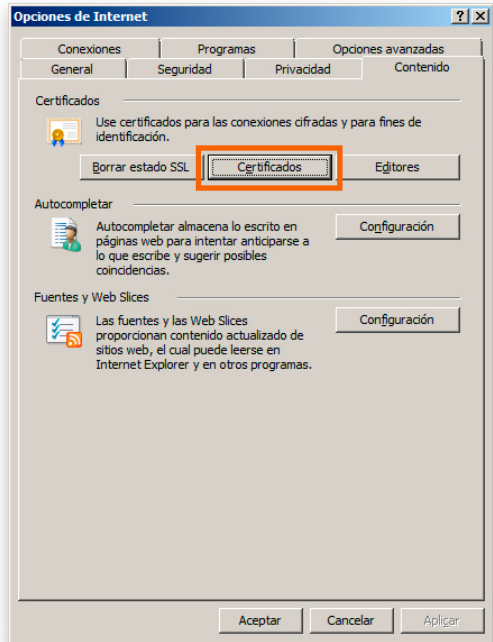 Opciones de Internet
Conexiones Programas Opciones avanzadas
General Seguridad Privacidad Contenido
Certificados
Use certificados para las conexiones cifradas y para fines de
identificación.
Borrar estado SSL Certificados Editores
Autocompletar
Autocompletar almacena lo escrito en
páginas web para intentar anticiparse a
lo que escribe y sugerir posibles
coincidencias.
Configuración
Fuentes y Web Slices
Las fuentes y las Web Slices
proporcionan contenido actualizado de
sitios web, el cual puede leerse en
Internet Explorer y en otros programas.
Configuración
Aceptar Cancelar Aplicar